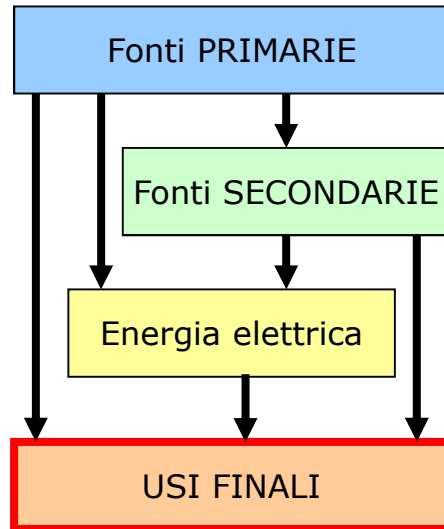 Fonti PRIMARIE
Fonti SECONDARIE
Energia elettrica
USI FINALI